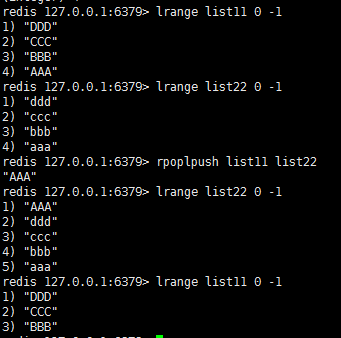 redis 127.0.0.1:6379> lrange list11 0 -1
1) "DDD"
2) "CCC"
3) "BBB"
4) "AAA"
redis 127.0.0.1:6379> lrange list22 0 -1
1) "ddd"
2) "ccc"
3) "bbb"
4) "aaa"
redis 127.0.0.1:6379> rpoplpush list11 list22
"AAA"
redis 127.0.0.1:6379> lrange list22 0 -1
1) "AAA"
2) "ddd"
3) "ccc"
4) "bbb"
5) "aaa"
redis 127.0.0.1:6379> lrange list11 0 -1
1) "DDD"
2) "CCC"
3) "BBB"